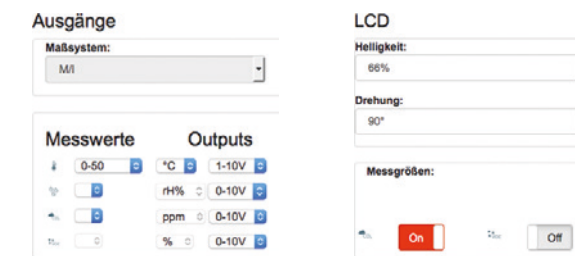 Ausgänge
Maßsystem:
M/I
Messwerte Outputs
0-50 °C 1-10V
rH% 0-10V
ppm 0-10V
% 0-10V
LCD
Helligkeit:
66%
Drehung:
90°
Messgrößen:
On Off